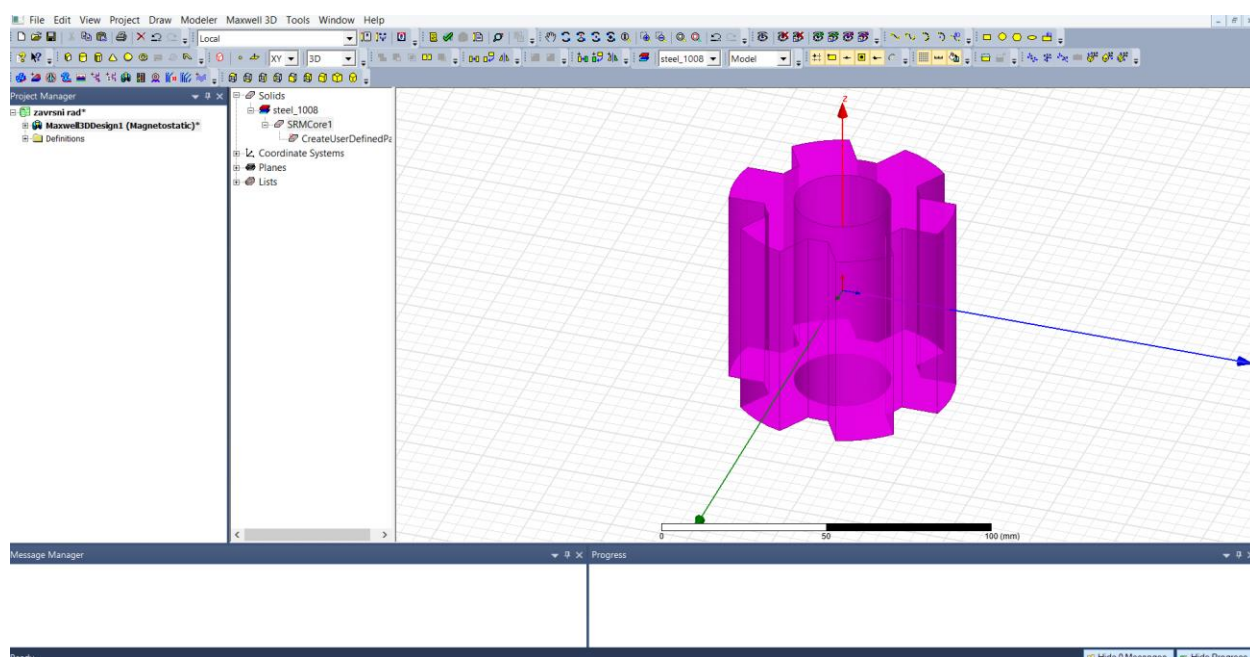 File Edit View Project Draw Modeler Maxwell 3D Tools Window Help
Local
XY 3D steel_1008 Model
Project Manager
zavrsni rad*
Maxwell3DDesign1 (Magnetostatic)*
Definitions
Solids
steel_1008
SRMCore1
CreateUserDefinedPa
Coordinate Systems
Planes
Lists
z
0 50 100 (mm)
Message Manager
Progress
Hide Progress